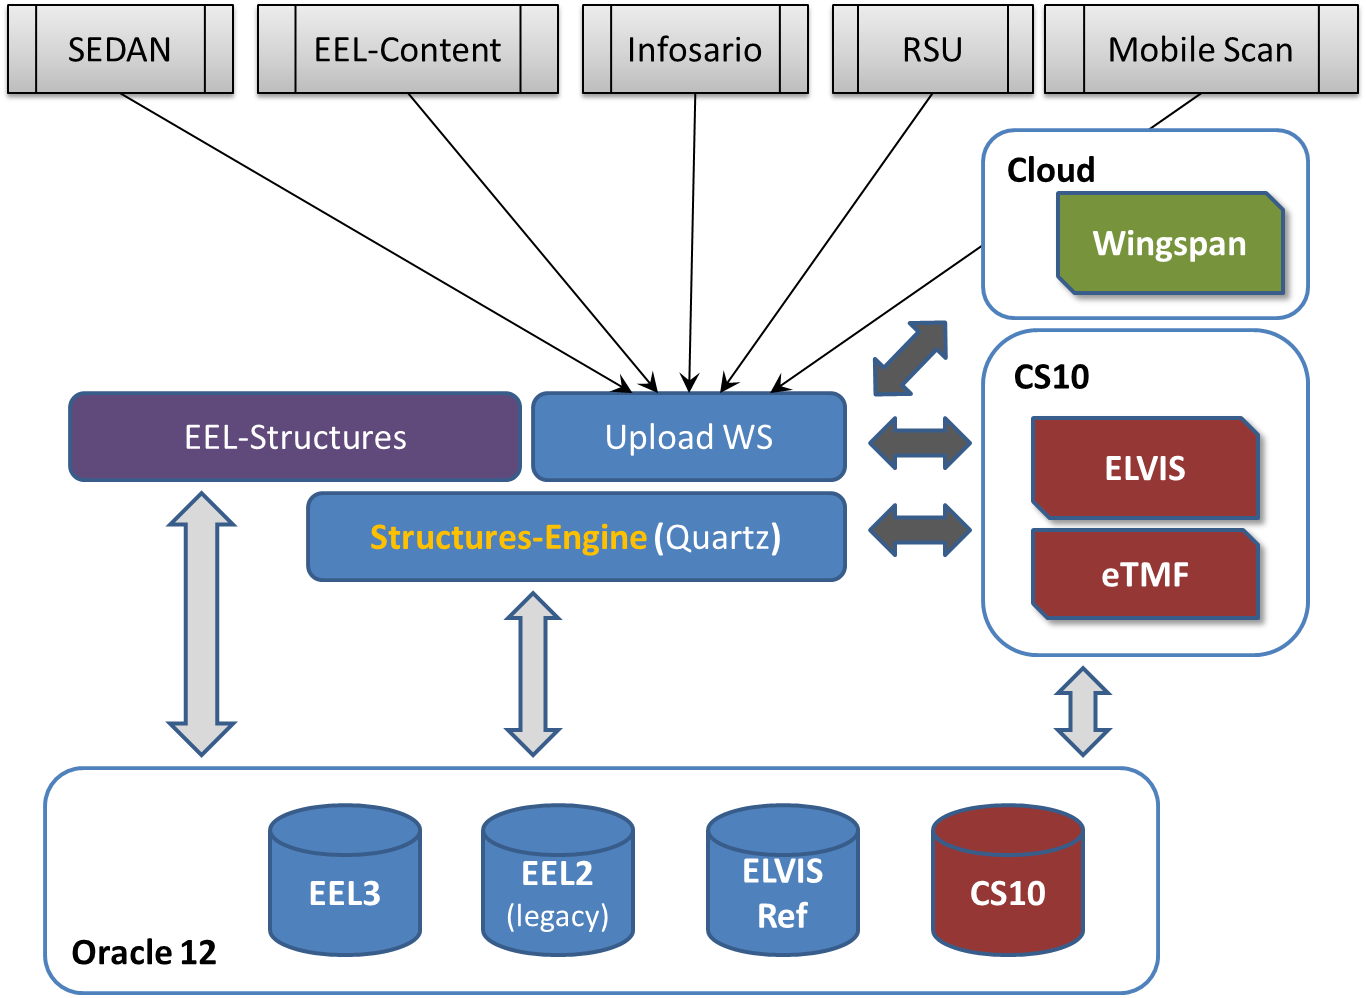 SEDAN
EEL-Content
Infosario
RSU
Mobile Scan
Cloud
Wingspan
CS10
EEL-Structures
Upload WS
ELVIS
Structures-Engine (Quartz)
eTMF
EEL3
EEL2
(legacy)
ELVIS
Ref
CS10
Oracle 12